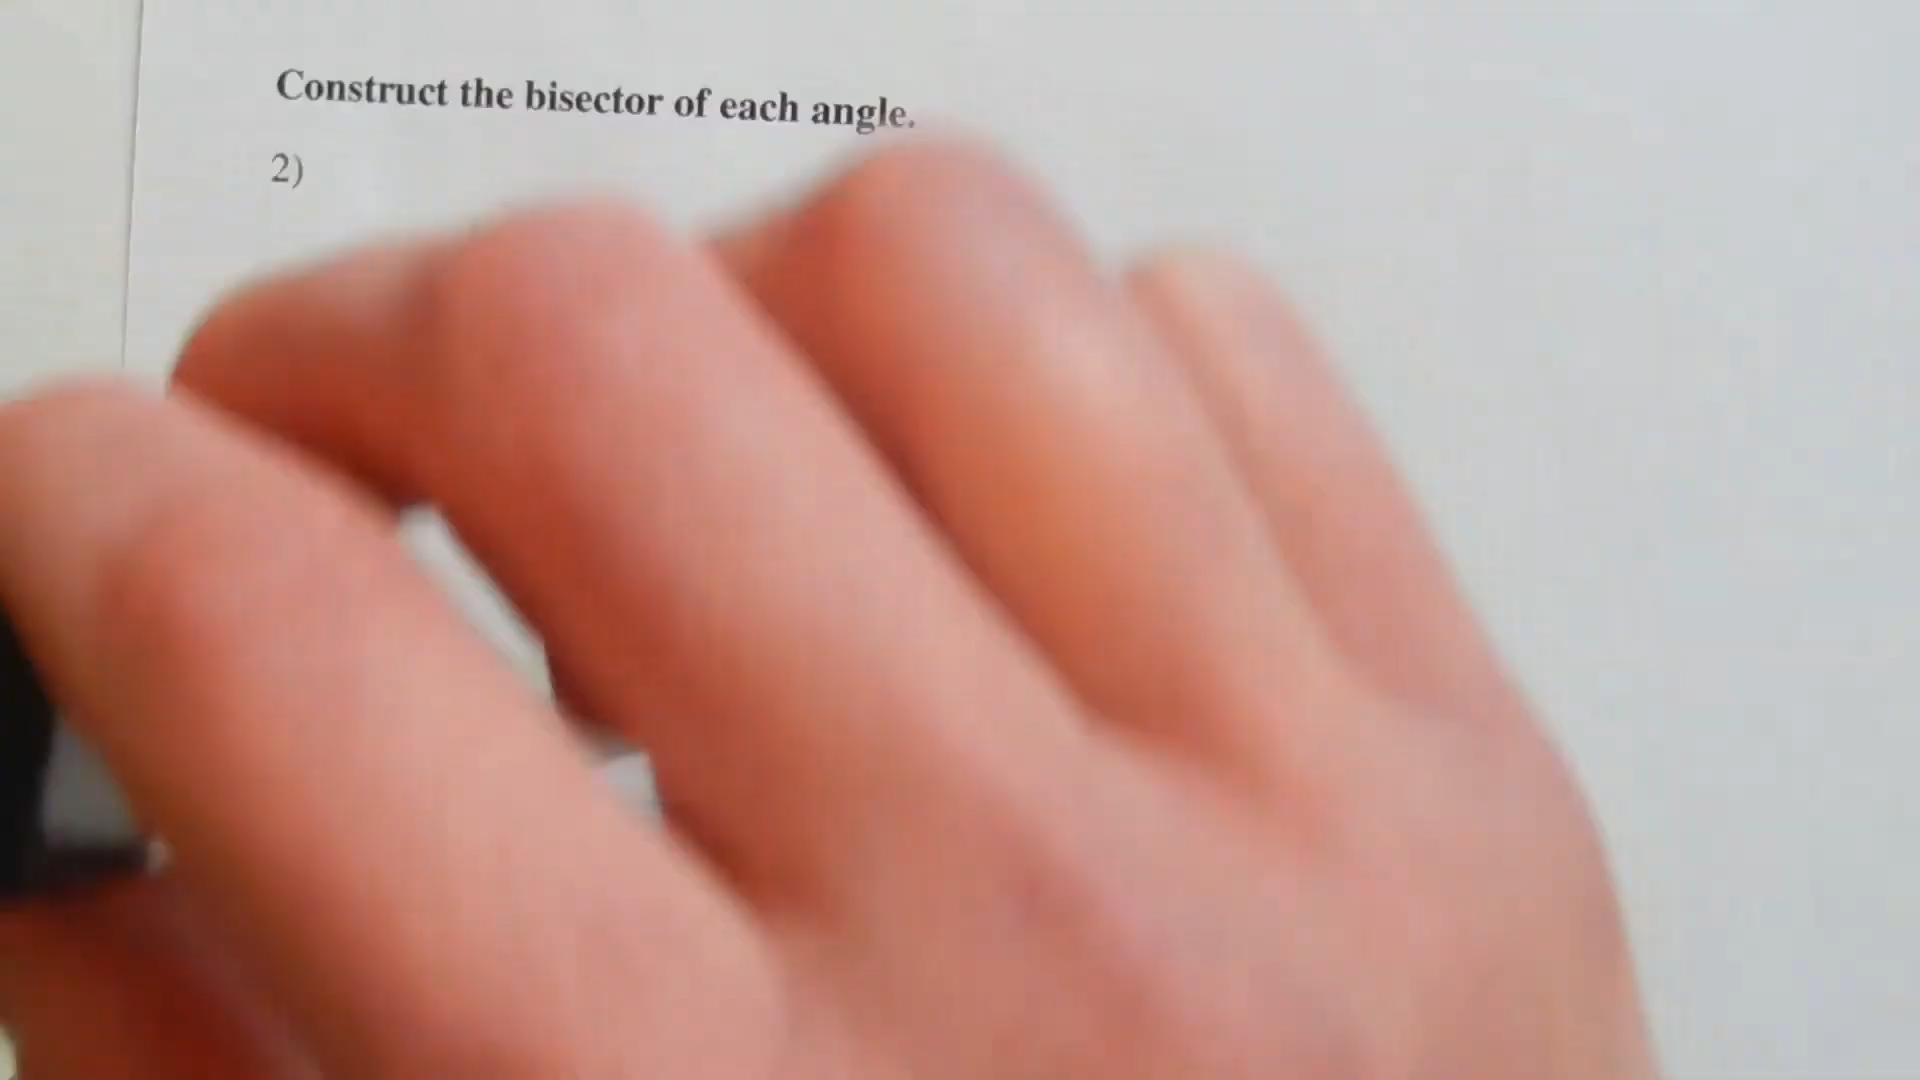 Construct the bisector of each angle.
2)